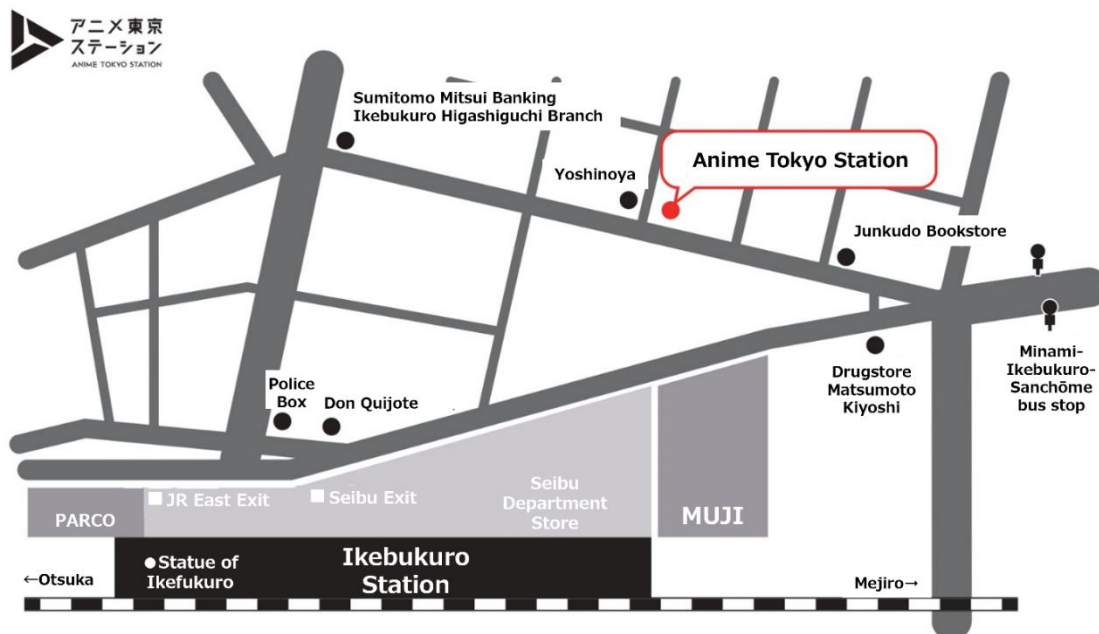 アニメ東京
ステーション
ANIME TOKYO STATION
Sumitomo Mitsui Banking
Ikebukuro Higashiguchi Branch
Anime Tokyo Station
Yoshinoya
Junkudo Bookstore
Minami-
Ikebukuro-
Sanchōme
bus stop
Drugstore
Matsumoto
Kiyoshi
Police
Box
Don Quijote
JR East Exit
Seibu Exit
Seibu
Department
Store
PARCO
MUJI
Statue of
Ikefukuro
Ikebukuro
Station
←Otsuka
Mejiro→